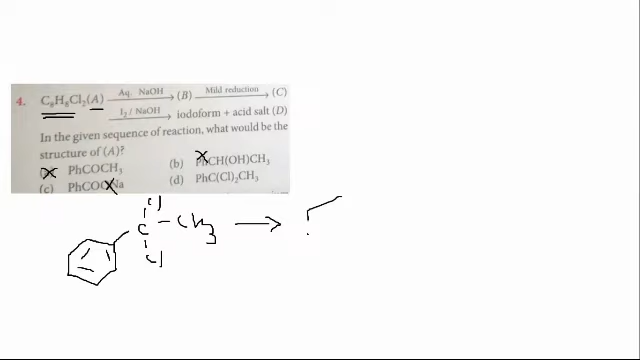 4. C₈H₈Cl₂(A) Aq. NaOH → (B) Mild reduction → (C)
I₂ / NaOH → iodoform + acid salt (D)
In the given sequence of reaction, what would be the
structure of (A)?
PhCOCH₃ (b) PhCH(OH)CH₃
(c) PhCOONa (d) PhC(Cl)₂CH₃
Cl
C – CH₃ →
Cl